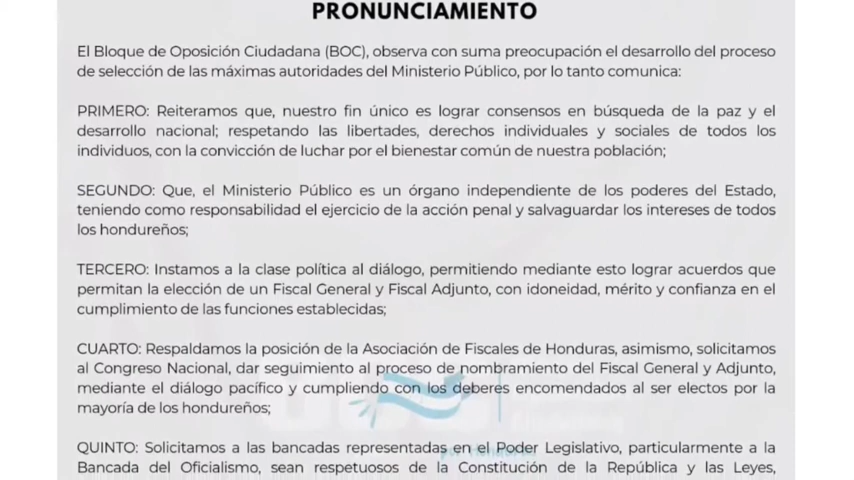 PRONUNCIAMIENTO
El Bloque de Oposición Ciudadana (BOC), observa con suma preocupación el desarrollo del proceso
de selección de las máximas autoridades del Ministerio Público, por lo tanto comunica:
PRIMERO: Reiteramos que, nuestro fin único es lograr consensos en búsqueda de la paz y el
desarrollo nacional; respetando las libertades, derechos individuales y sociales de todos los
individuos, con la convicción de luchar por el bienestar común de nuestra población;
SEGUNDO: Que, el Ministerio Público es un órgano independiente de los poderes del Estado,
teniendo como responsabilidad el ejercicio de la acción penal y salvaguardar los intereses de todos
los hondureños;
TERCERO: Instamos a la clase política al diálogo, permitiendo mediante esto lograr acuerdos que
permitan la elección de un Fiscal General y Fiscal Adjunto, con idoneidad, mérito y confianza en el
cumplimiento de las funciones establecidas;
CUARTO: Respaldamos la posición de la Asociación de Fiscales de Honduras, asimismo, solicitamos
al Congreso Nacional, dar seguimiento al proceso de nombramiento del Fiscal General y Adjunto,
mediante el diálogo pacífico y cumpliendo con los deberes encomendados al ser electos por la
mayoría de los hondureños;
QUINTO: Solicitamos a las bancadas representadas en el Poder Legislativo, particularmente a la
Bancada del Oficialismo, sean respetuosos de la Constitución de la República y las Leyes,